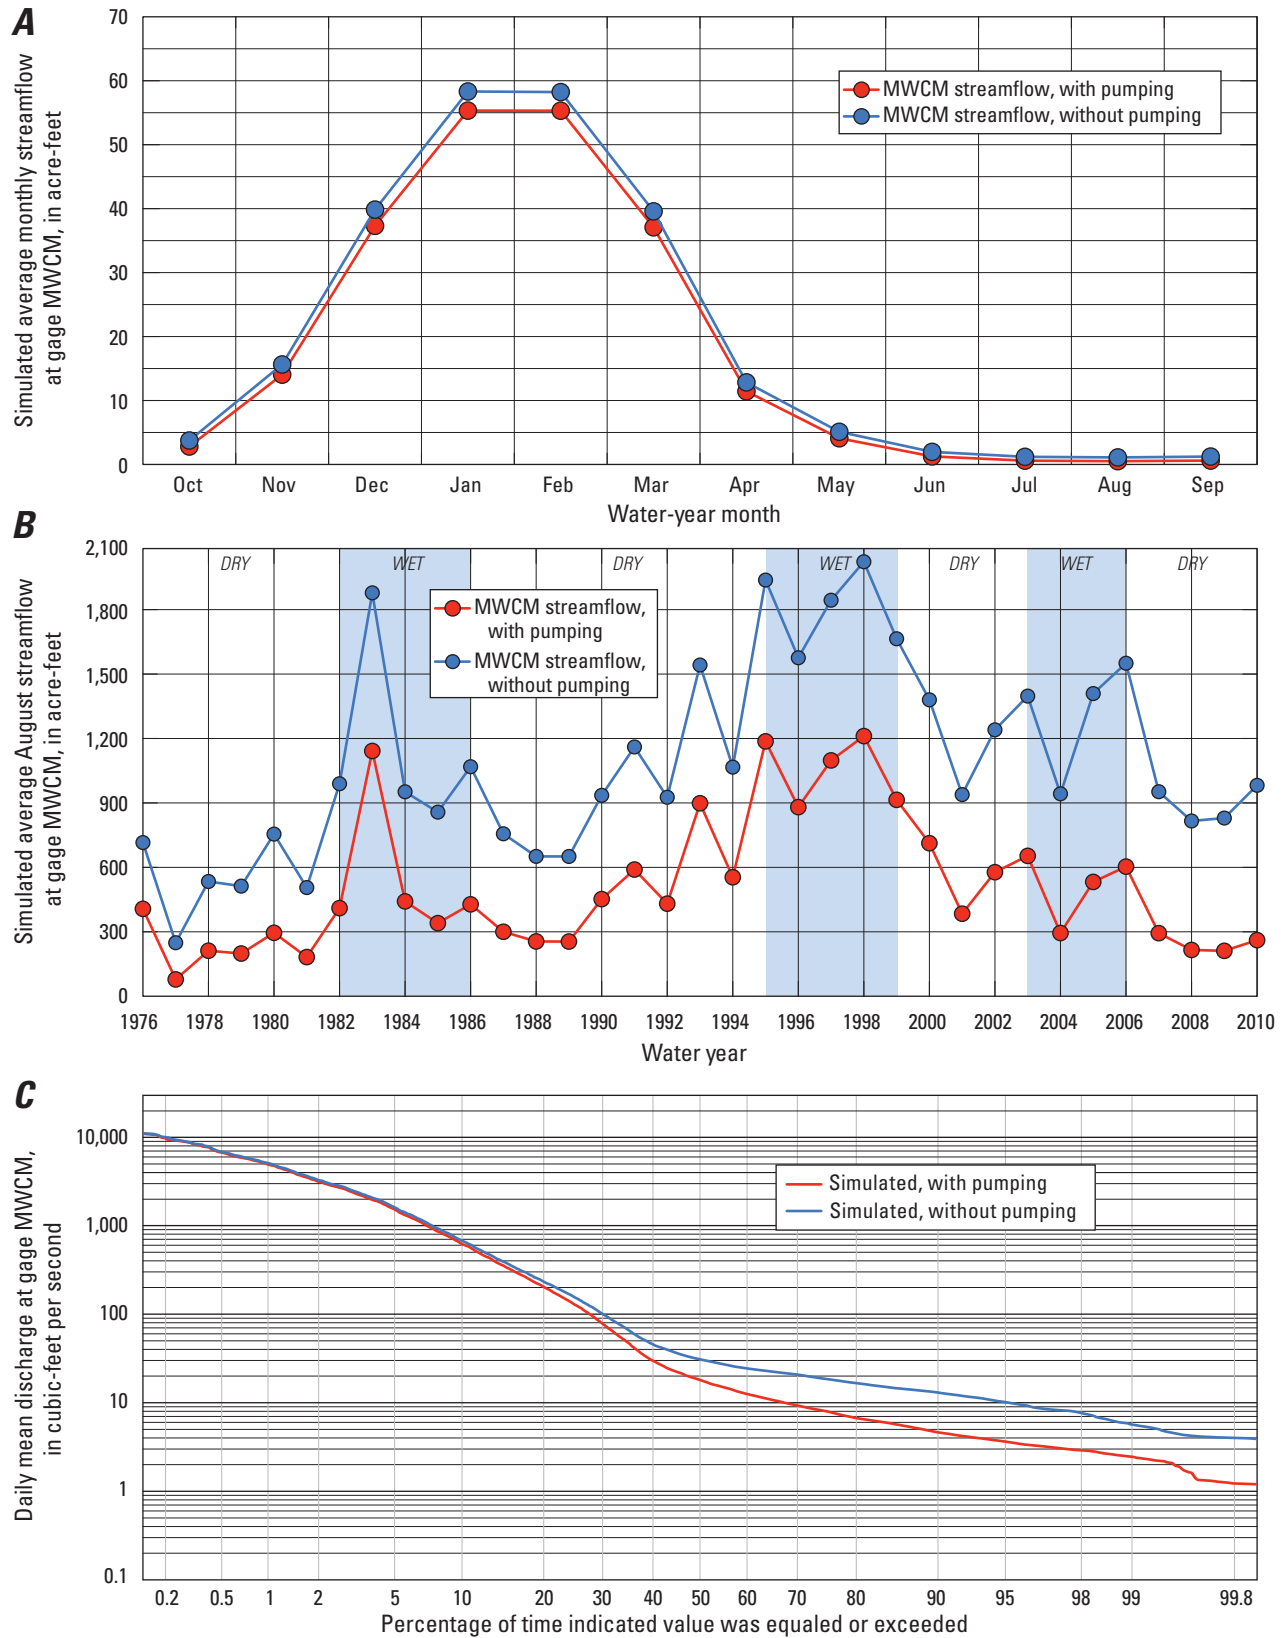 A
Simulated average monthly streamflow
at gage MWCM, in acre-feet
70
60
50
40
30
20
10
0
MWCM streamflow, with pumping
MWCM streamflow, without pumping
Oct Nov Dec Jan Feb Mar Apr May Jun Jul Aug Sep
Water-year month
B
Simulated average August streamflow
at gage MWCM, in acre-feet
2,100
1,800
1,500
1,200
900
600
300
0
DRY WET DRY WET DRY WET DRY
MWCM streamflow,
with pumping
MWCM streamflow,
without pumping
1976 1978 1980 1982 1984 1986 1988 1990 1992 1994 1996 1998 2000 2002 2004 2006 2008 2010
Water year
C
Daily mean discharge at gage MWCM,
in cubic-feet per second
10,000
1,000
100
10
1
0.1
Simulated, with pumping
Simulated, without pumping
0.2 0.5 1 2 5 10 20 30 40 50 60 70 80 90 95 98 99 99.8
Percentage of time indicated value was equaled or exceeded